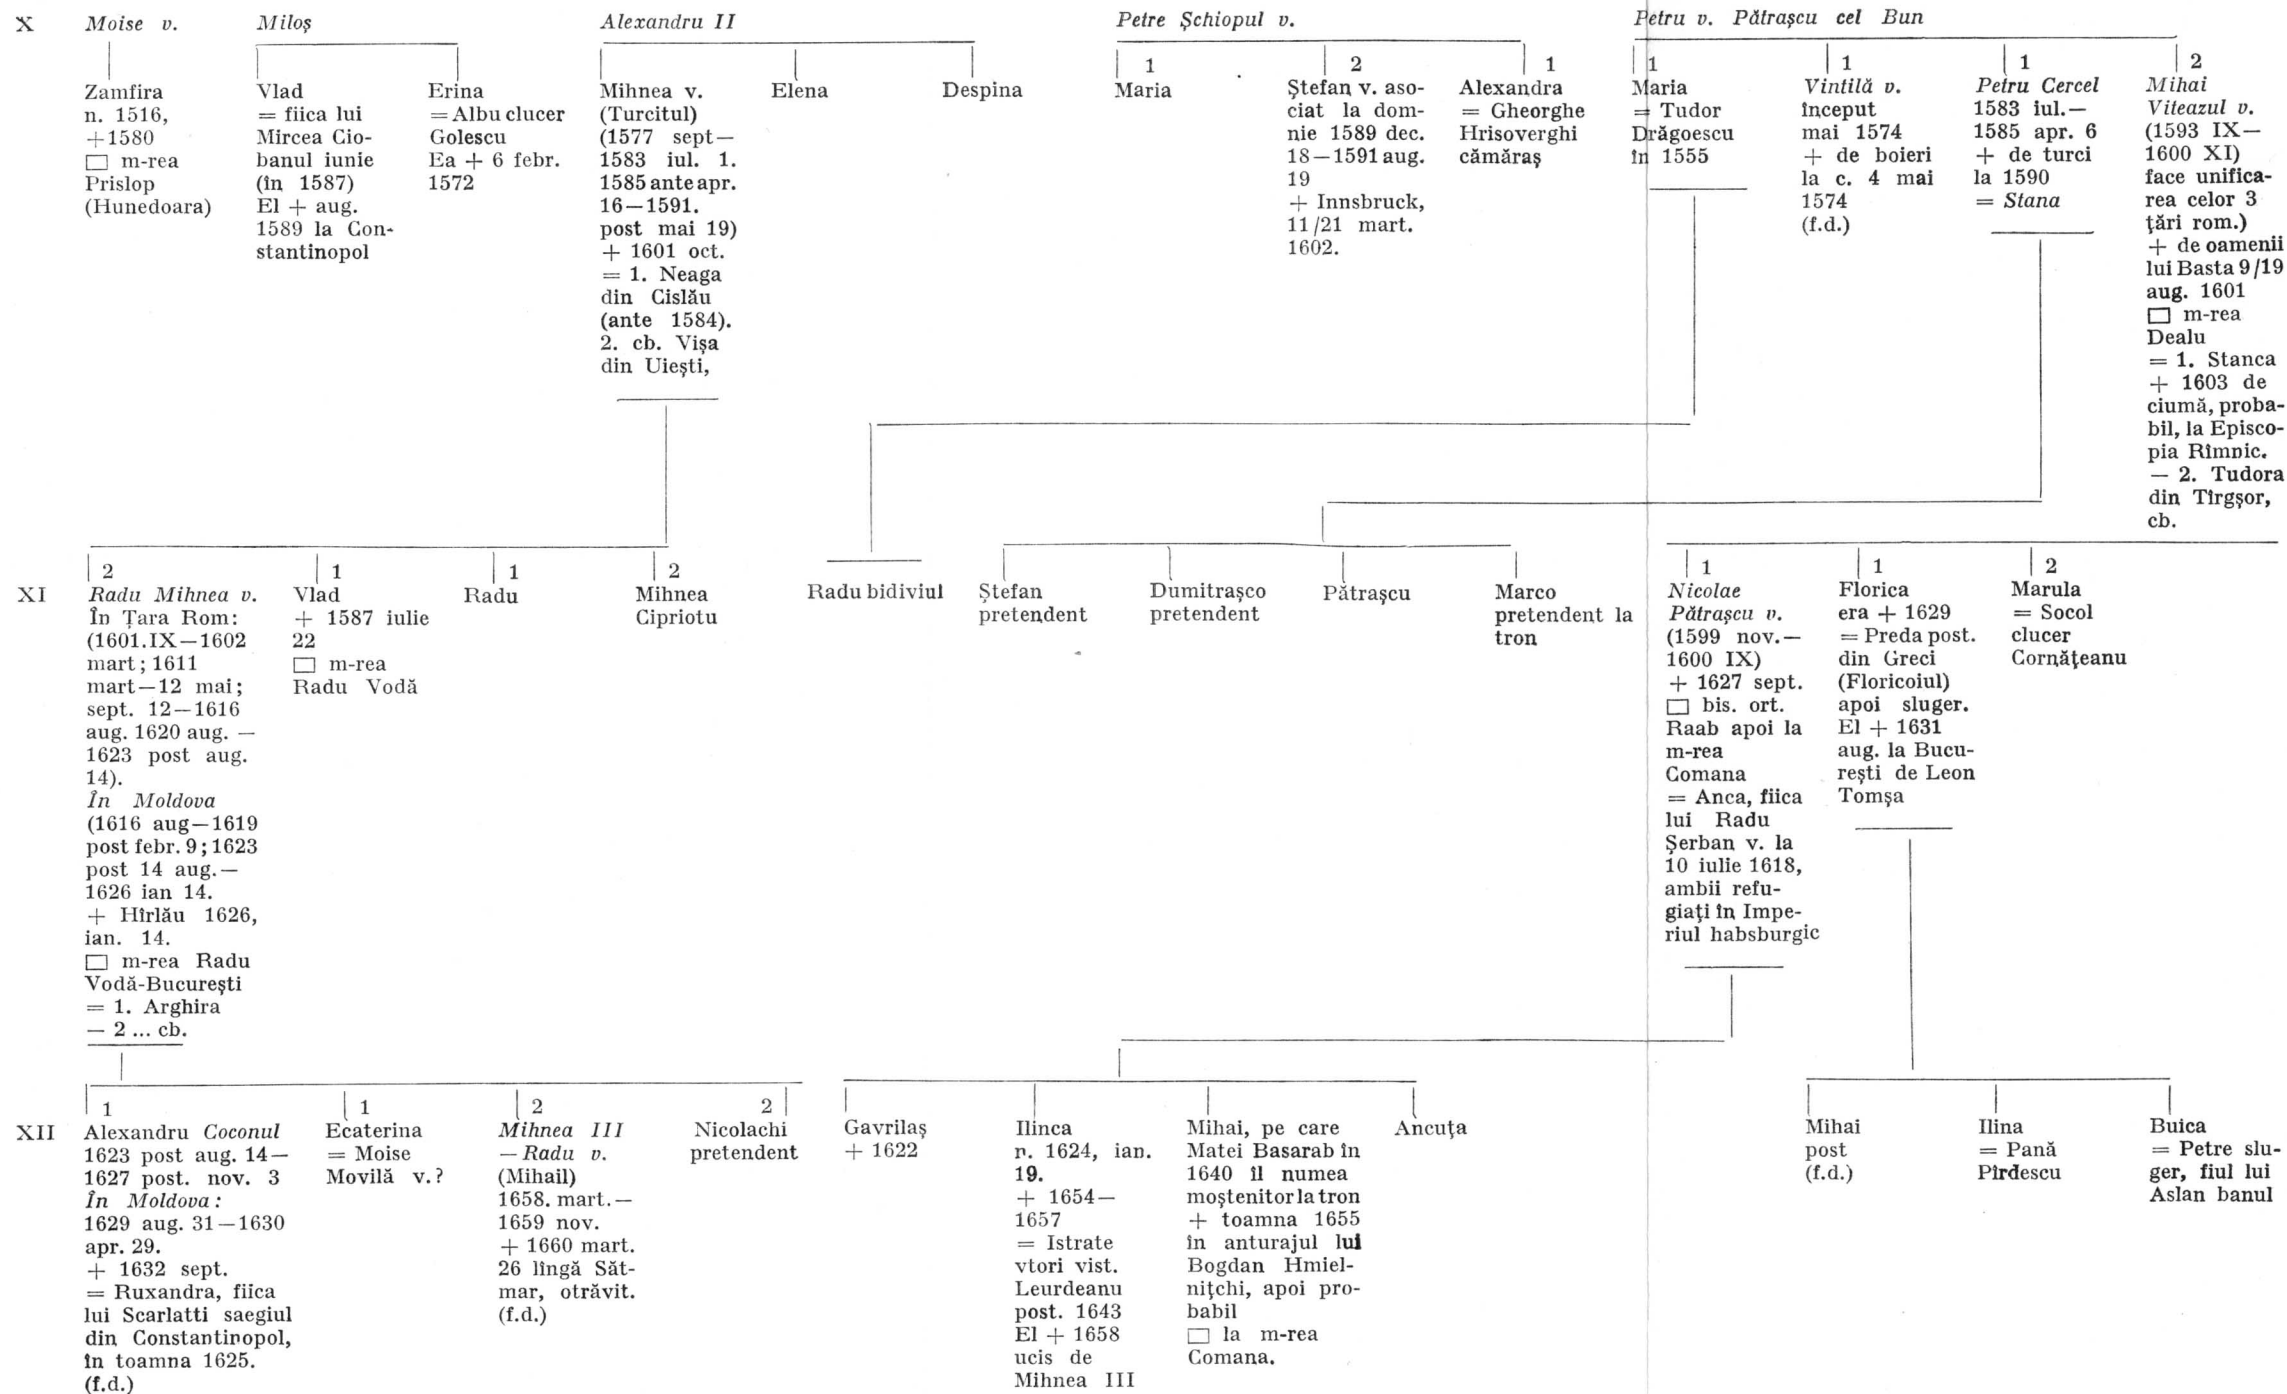 X
Moise v.
Miloș
Alexandru II
Petre Șchiopul v.
Petru v. Pătrașcu cel Bun
Zamfira
n. 1516,
+1580
□ m-rea
Prislop
(Hunedoara)
Vlad
= fiica lui
Mircea Cio-
banul iunie
(în 1587)
El + aug.
1589 la Con-
stantinopol
Erina
= Albu clucer
Golescu
Ea + 6 febr.
1572
Mihnea v.
(Turcitul)
(1577 sept—
1583 iul. 1.
1585 ante apr.
16—1591.
post mai 19)
+ 1601 oct.
= 1. Neaga
din Cislău
(ante 1584).
2. cb. Vișa
din Uiești,
Elena
Despina
1
Maria
2
Ștefan v. aso-
ciat la dom-
nie 1589 dec.
18—1591 aug.
19
+ Innsbruck,
11/21 mart.
1602.
1
Alexandra
= Gheorghe
Hrisoverghi
cămăraș
1
Maria
= Tudor
Drăgoescu
în 1555
1
Vintilă v.
început
mai 1574
+ de boieri
la c. 4 mai
1574
(f.d.)
1
Petru Cercel
1583 iul.—
1585 apr. 6
+ de turci
la 1590
= Stana
2
Mihai
Viteazul v.
(1593 IX—
1600 XI)
face unifica-
rea celor 3
țări rom.)
+ de oamenii
lui Basta 9/19
aug. 1601
□ m-rea
Dealu
= 1. Stanca
+ 1603 de
ciumă, proba-
bil, la Episco-
pia Rîmnic.
— 2. Tudora
din Tîrgșor,
cb.
XI
2
Radu Mihnea v.
În Țara Rom:
(1601.IX—1602
mart; 1611
mart—12 mai;
sept. 12—1616
aug. 1620 aug. —
1623 post aug.
14).
În Moldova
(1616 aug—1619
post febr. 9; 1623
post 14 aug.—
1626 ian 14.
+ Hîrlău 1626,
ian. 14.
□ m-rea Radu
Vodă-București
= 1. Arghira
— 2 ... cb.
1
Vlad
+ 1587 iulie
22
□ m-rea
Radu Vodă
1
Radu
2
Mihnea
Cipriotu
Radu bidiviul
Ștefan
pretendent
Dumitrașco
pretendent
Pătrașcu
Marco
pretendent la
tron
1
Nicolae
Pătrașcu v.
(1599 nov.—
1600 IX)
+ 1627 sept.
□ bis. ort.
Raab apoi la
m-rea
Comana
= Anca, fiica
lui Radu
Șerban v. la
10 iulie 1618,
ambii refu-
giați în Impe-
riul habsburgic
1
Florica
era + 1629
= Preda post.
din Greci
(Floricoiul)
apoi sluger.
El + 1631
aug. la Bucu-
rești de Leon
Tomșa
2
Marula
= Socol
clucer
Cornățeanu
XII
1
Alexandru Coconul
1623 post aug. 14—
1627 post. nov. 3
În Moldova:
1629 aug. 31—1630
apr. 29.
+ 1632 sept.
= Ruxandra, fiica
lui Scarlatti saegiul
din Constantinopol,
în toamna 1625.
(f.d.)
1
Ecaterina
= Moise
Movilă v.?
2
Mihnea III
— Radu v.
(Mihail)
1658. mart.—
1659 nov.
+ 1660 mart.
26 lîngă Săt-
mar, otrăvit.
(f.d.)
2
Nicolachi
pretendent
Gavrilaș
+ 1622
Ilinca
n. 1624, ian.
19.
+ 1654—
1657
= Istrate
vtori vist.
Leurdeanu
post. 1643
El + 1658
ucis de
Mihnea III
Mihai, pe care
Matei Basarab în
1640 îl numea
moștenitor la tron
+ toamna 1655
în anturajul lui
Bogdan Hmiel-
nițchi, apoi pro-
babil
□ la m-rea
Comana.
Ancuța
Mihai
post
(f.d.)
Ilina
= Pană
Pîrdescu
Buica
= Petre slu-
ger, fiul lui
Aslan banul